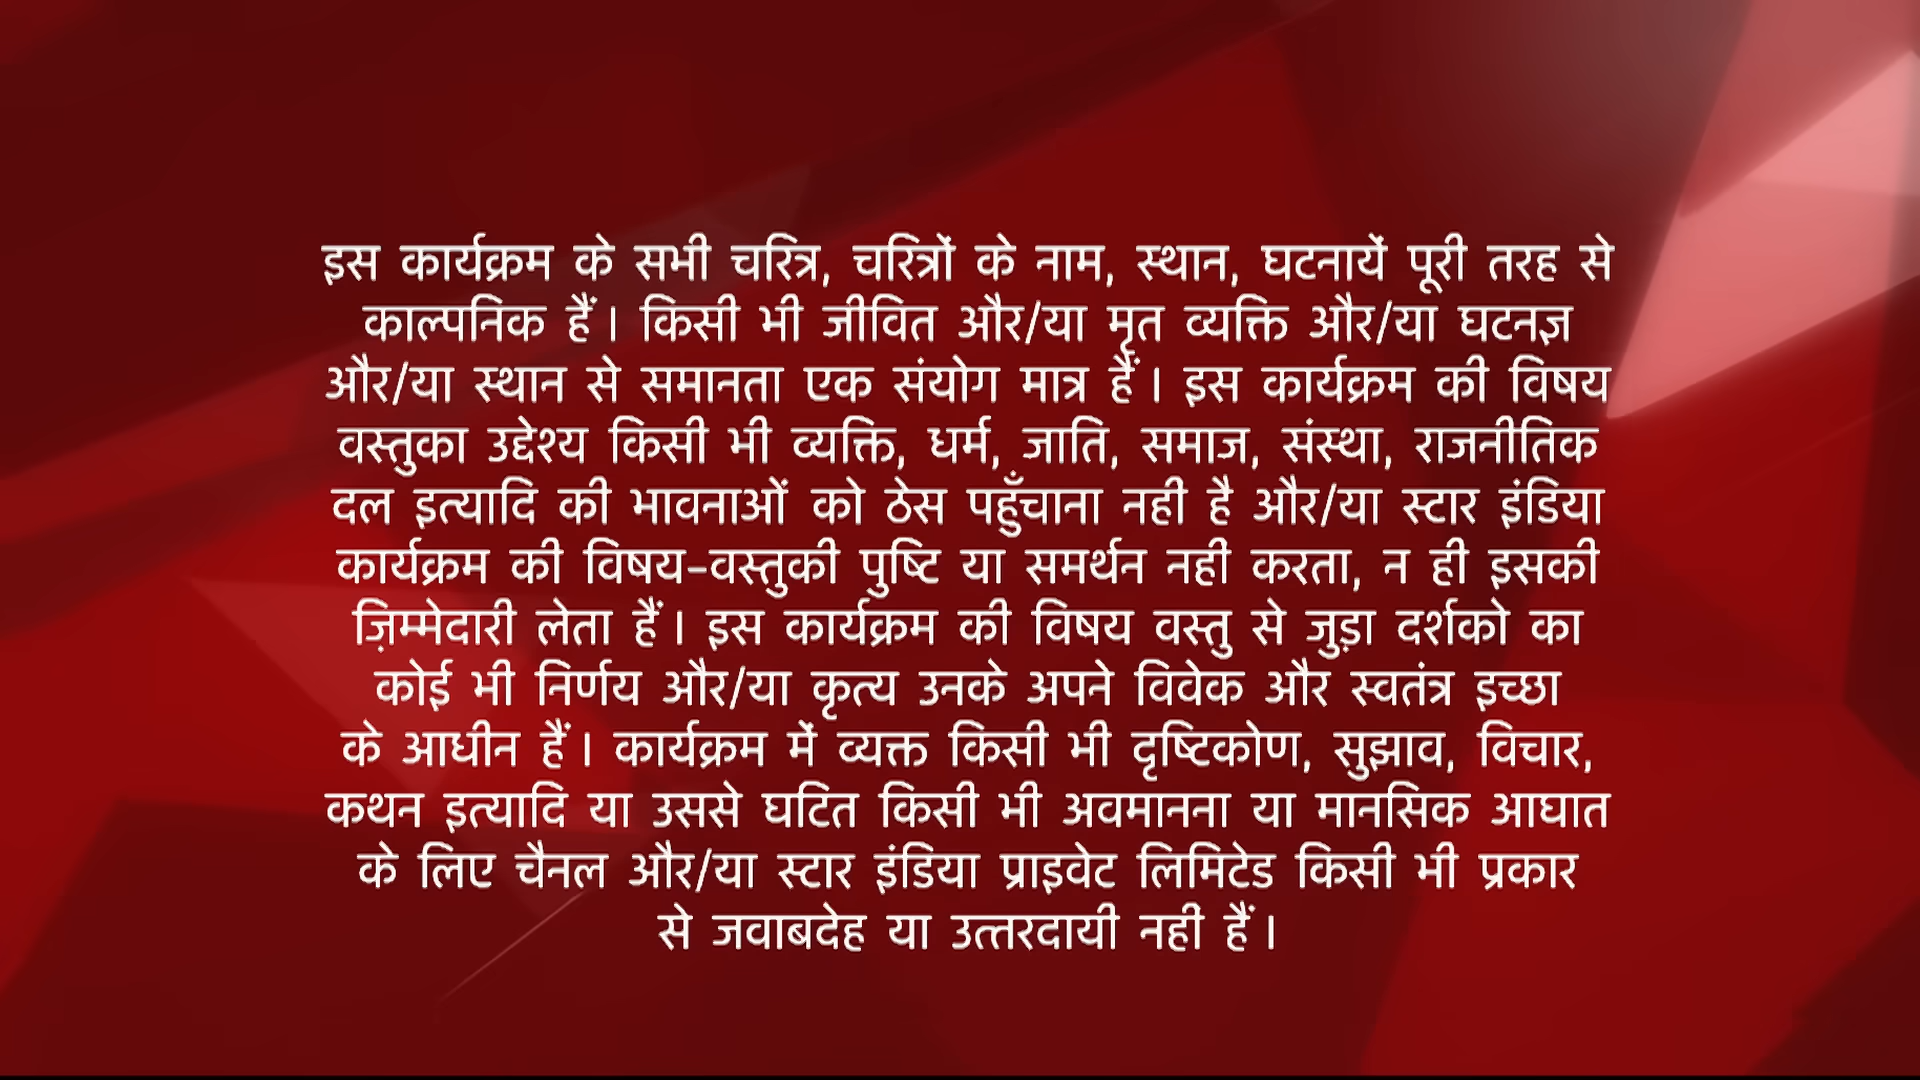 इस कार्यक्रम के सभी चरित्र, चरित्रों के नाम, स्थान, घटनायें पूरी तरह से
काल्पनिक हैं। किसी भी जीवित और/या मृत व्यक्ति और/या घटनज्ञ
और/या स्थान से समानता एक संयोग मात्र हैं। इस कार्यक्रम की विषय
वस्तुका उद्देश्य किसी भी व्यक्ति, धर्म, जाति, समाज, संस्था, राजनीतिक
दल इत्यादि की भावनाओं को ठेस पहुँचाना नही है और/या स्टार इंडिया
कार्यक्रम की विषय-वस्तुकी पुष्टि या समर्थन नही करता, न ही इसकी
ज़िम्मेदारी लेता हैं। इस कार्यक्रम की विषय वस्तु से जुड़ा दर्शको का
कोई भी निर्णय और/या कृत्य उनके अपने विवेक और स्वतंत्र इच्छा
के आधीन हैं। कार्यक्रम में व्यक्त किसी भी दृष्टिकोण, सुझाव, विचार,
कथन इत्यादि या उससे घटित किसी भी अवमानना या मानसिक आघात
के लिए चैनल और/या स्टार इंडिया प्राइवेट लिमिटेड किसी भी प्रकार
से जवाबदेह या उत्तरदायी नही हैं।